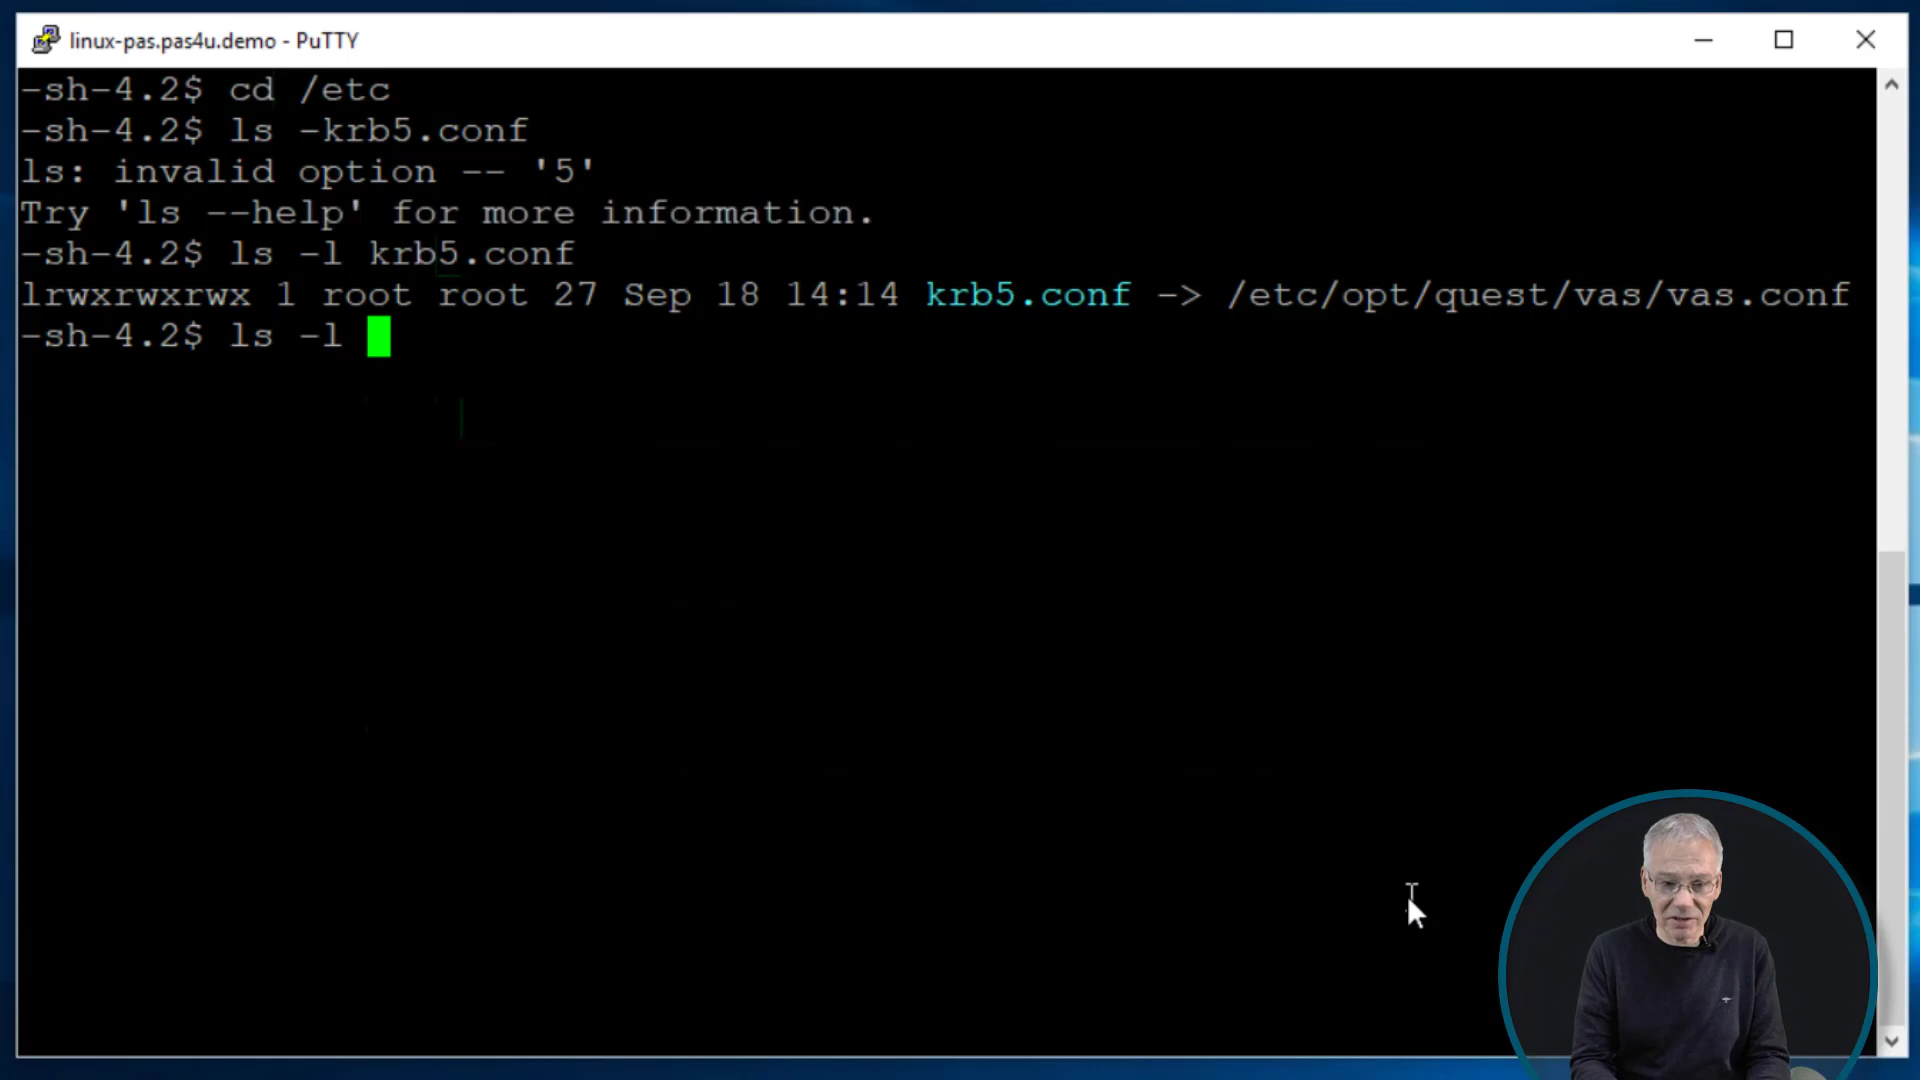 linux-pas.pas4u.demo - PuTTY
-sh-4.2$ cd /etc
-sh-4.2$ ls -krb5.conf
ls: invalid option -- '5'
Try 'ls --help' for more information.
-sh-4.2$ ls -l krb5.conf
lrwxrwxrwx 1 root root 27 Sep 18 14:14 krb5.conf -> /etc/opt/quest/vas/vas.conf
-sh-4.2$ ls -l